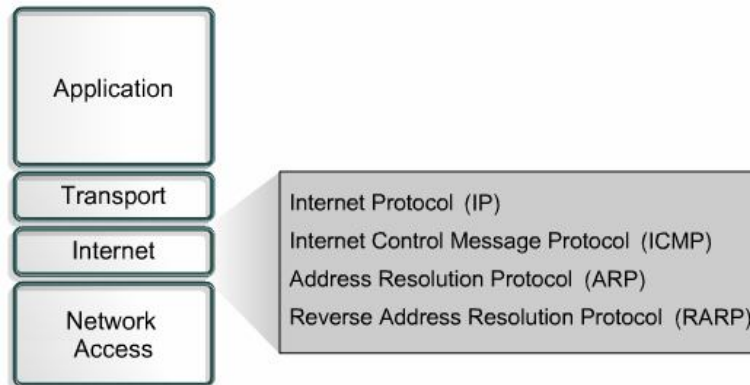 Application
Transport
Internet
Network
Access
Internet Protocol (IP)
Internet Control Message Protocol (ICMP)
Address Resolution Protocol (ARP)
Reverse Address Resolution Protocol (RARP)